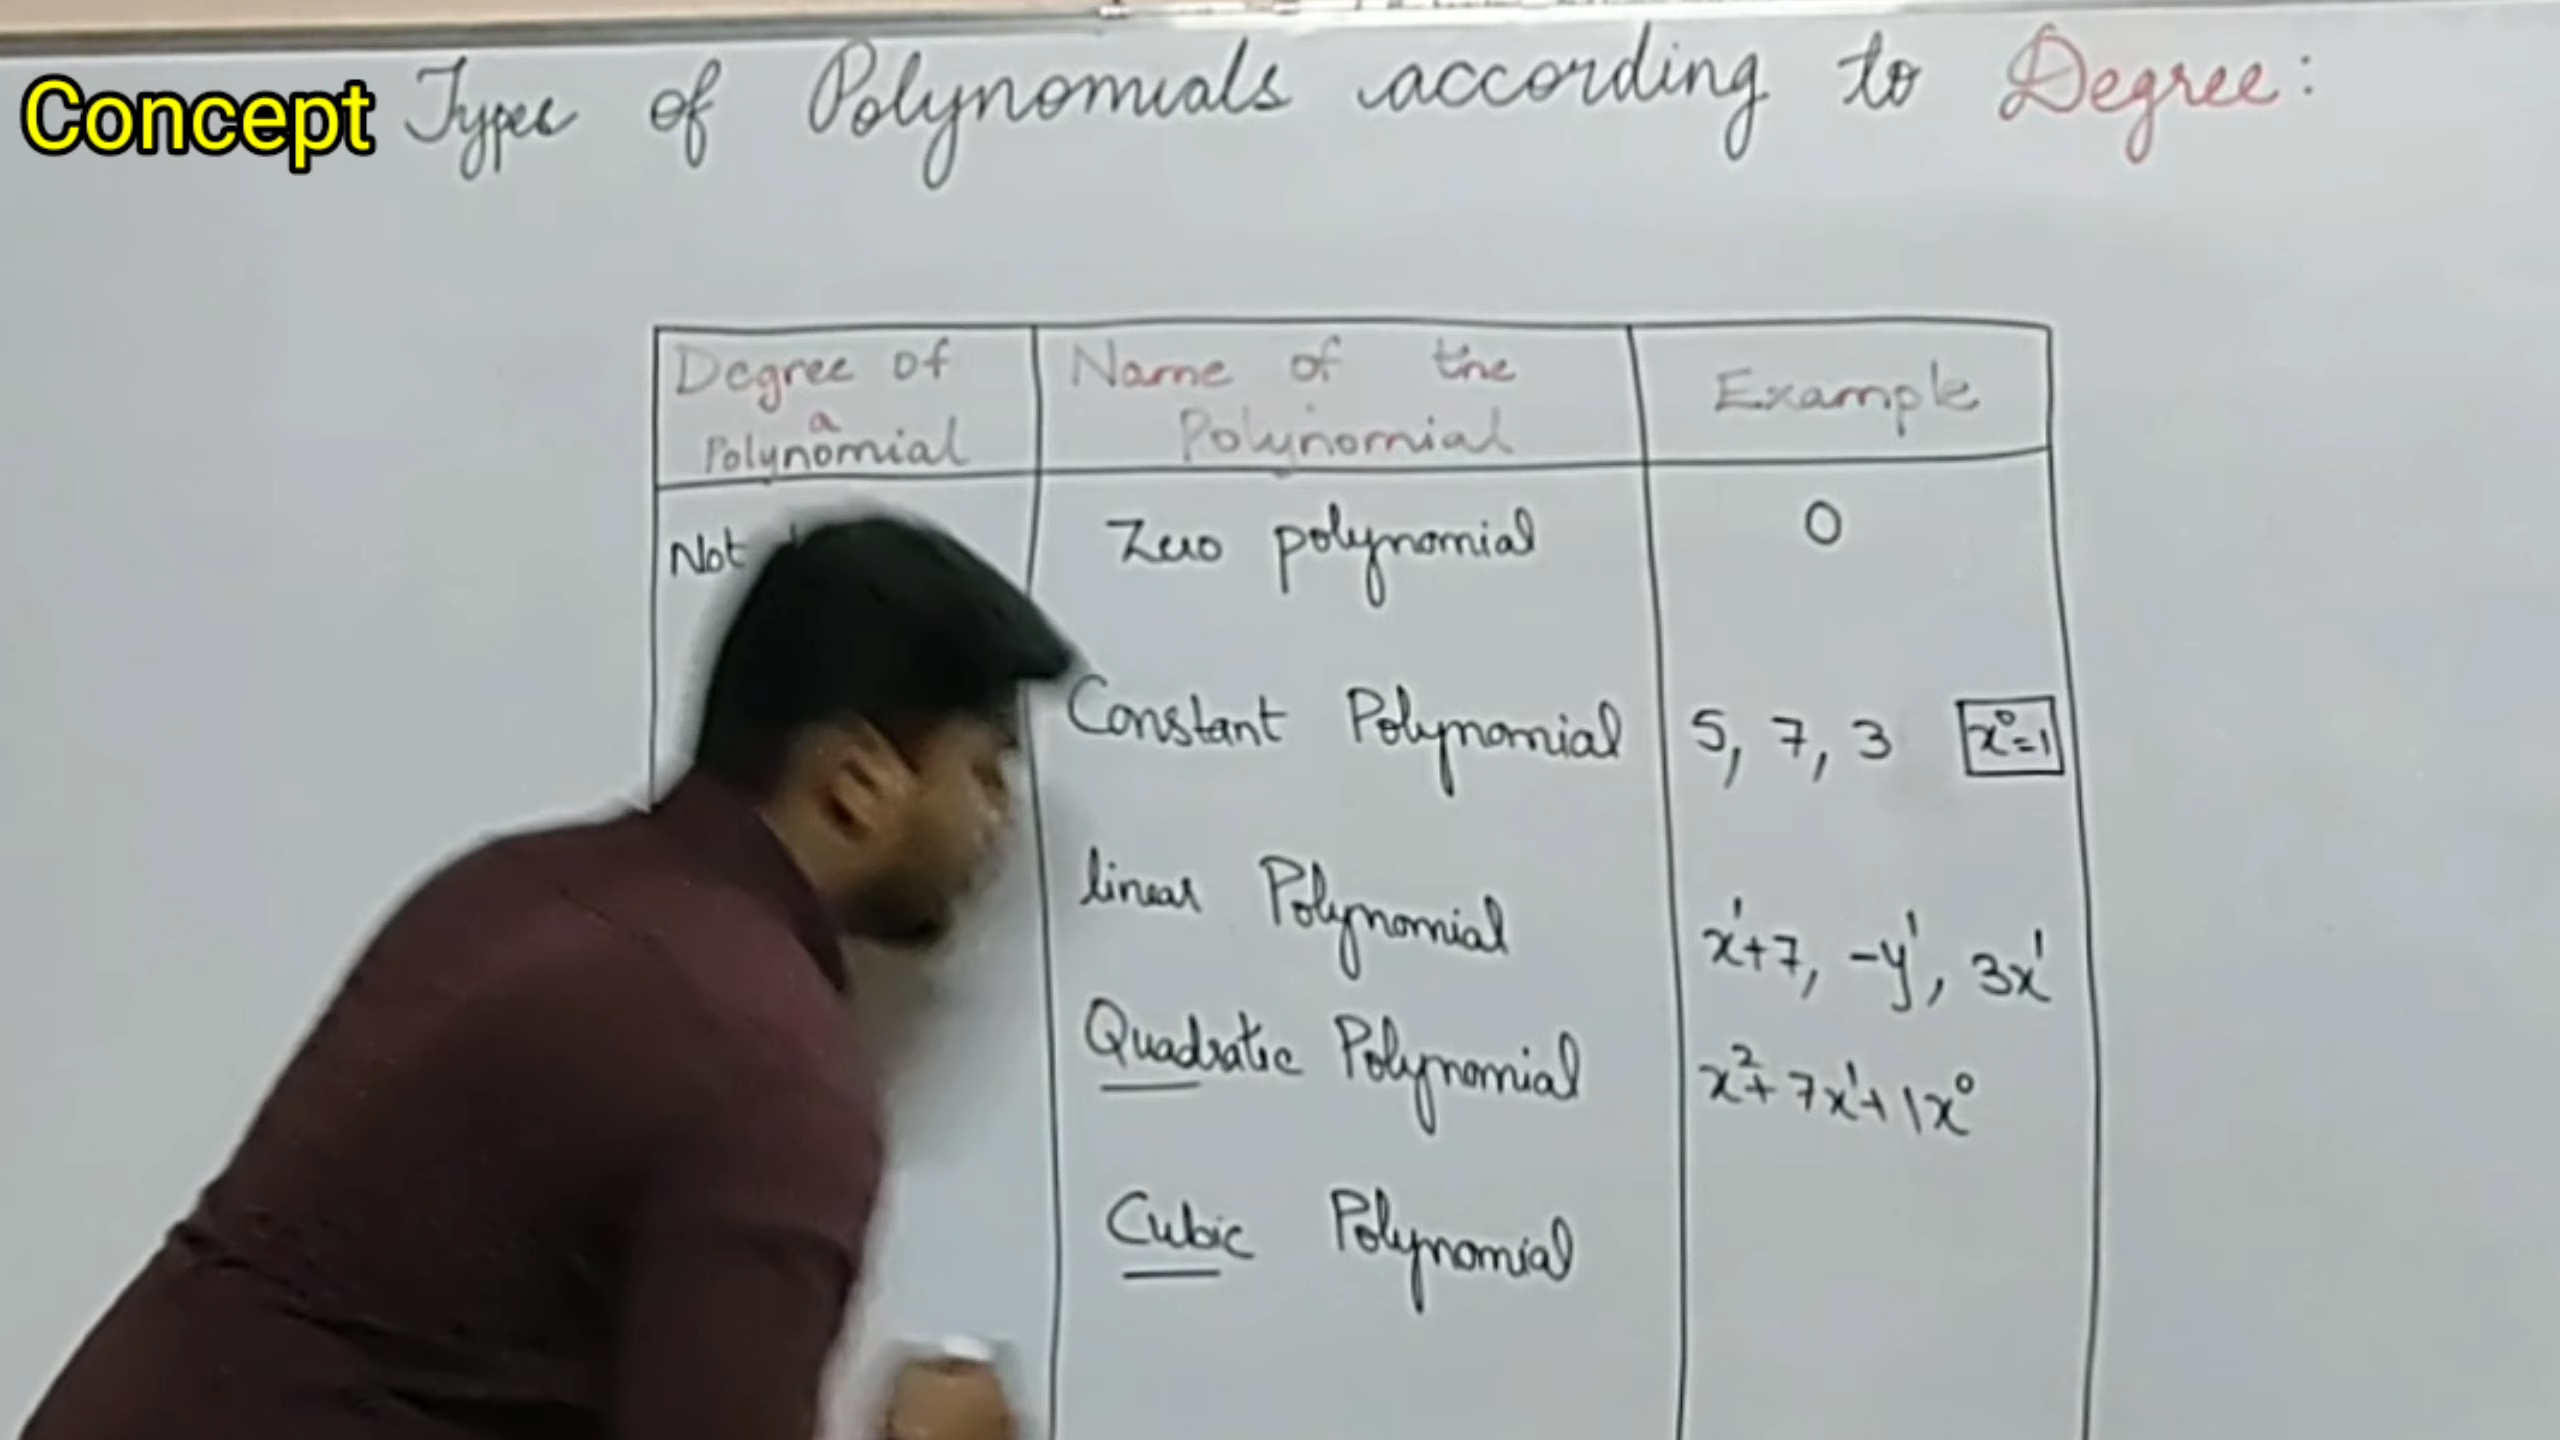 Concept
Types of Polynomials according to Degree:
Degree of a Polynomial
Name of the Polynomial
Example
Not
Zero polynomial
0
Constant Polynomial
5, 7, 3
x⁰=1
linear Polynomial
x¹+7, -y¹, 3x¹
Quadratic Polynomial
x²+7x¹+1x⁰
Cubic Polynomial